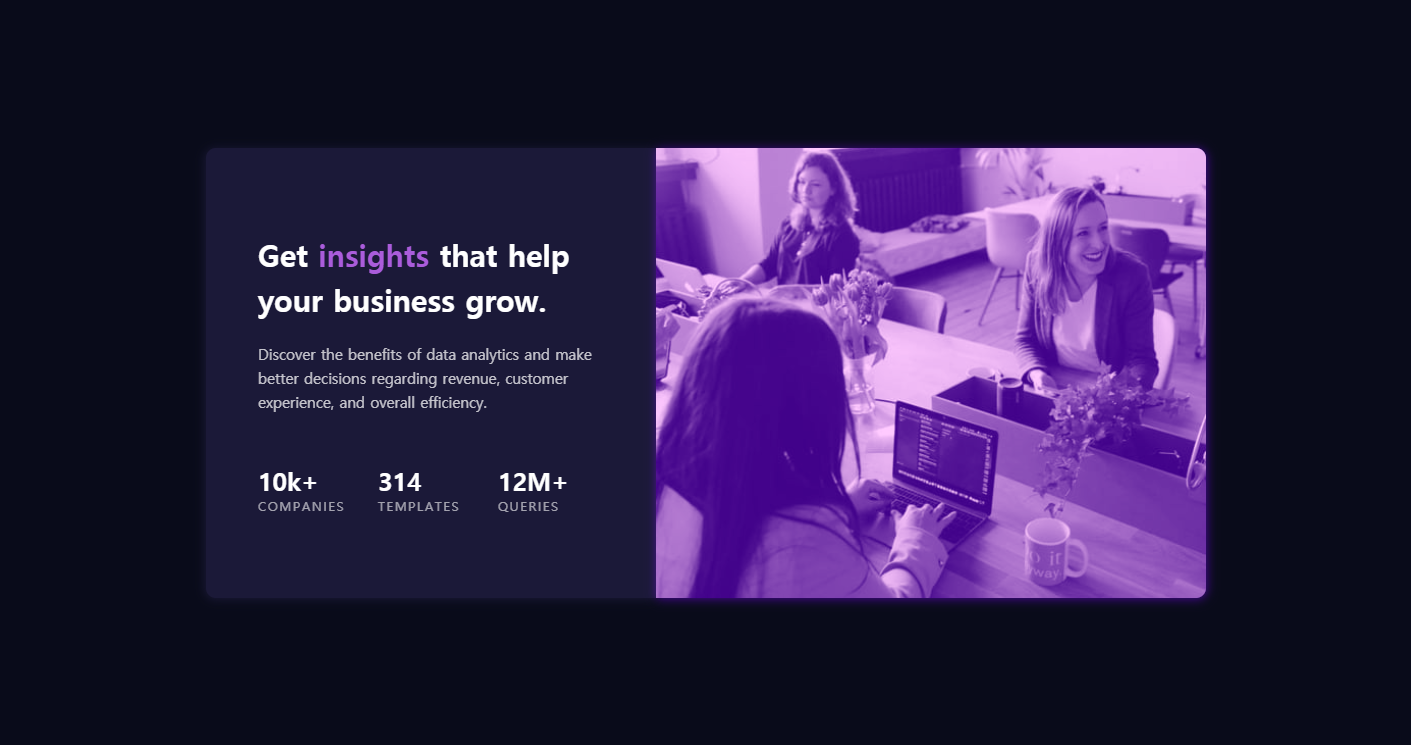 Get insights that help
your business grow.
Discover the benefits of data analytics and make
better decisions regarding revenue, customer
experience, and overall efficiency.
10k+ 314 12M+
COMPANIES TEMPLATES QUERIES